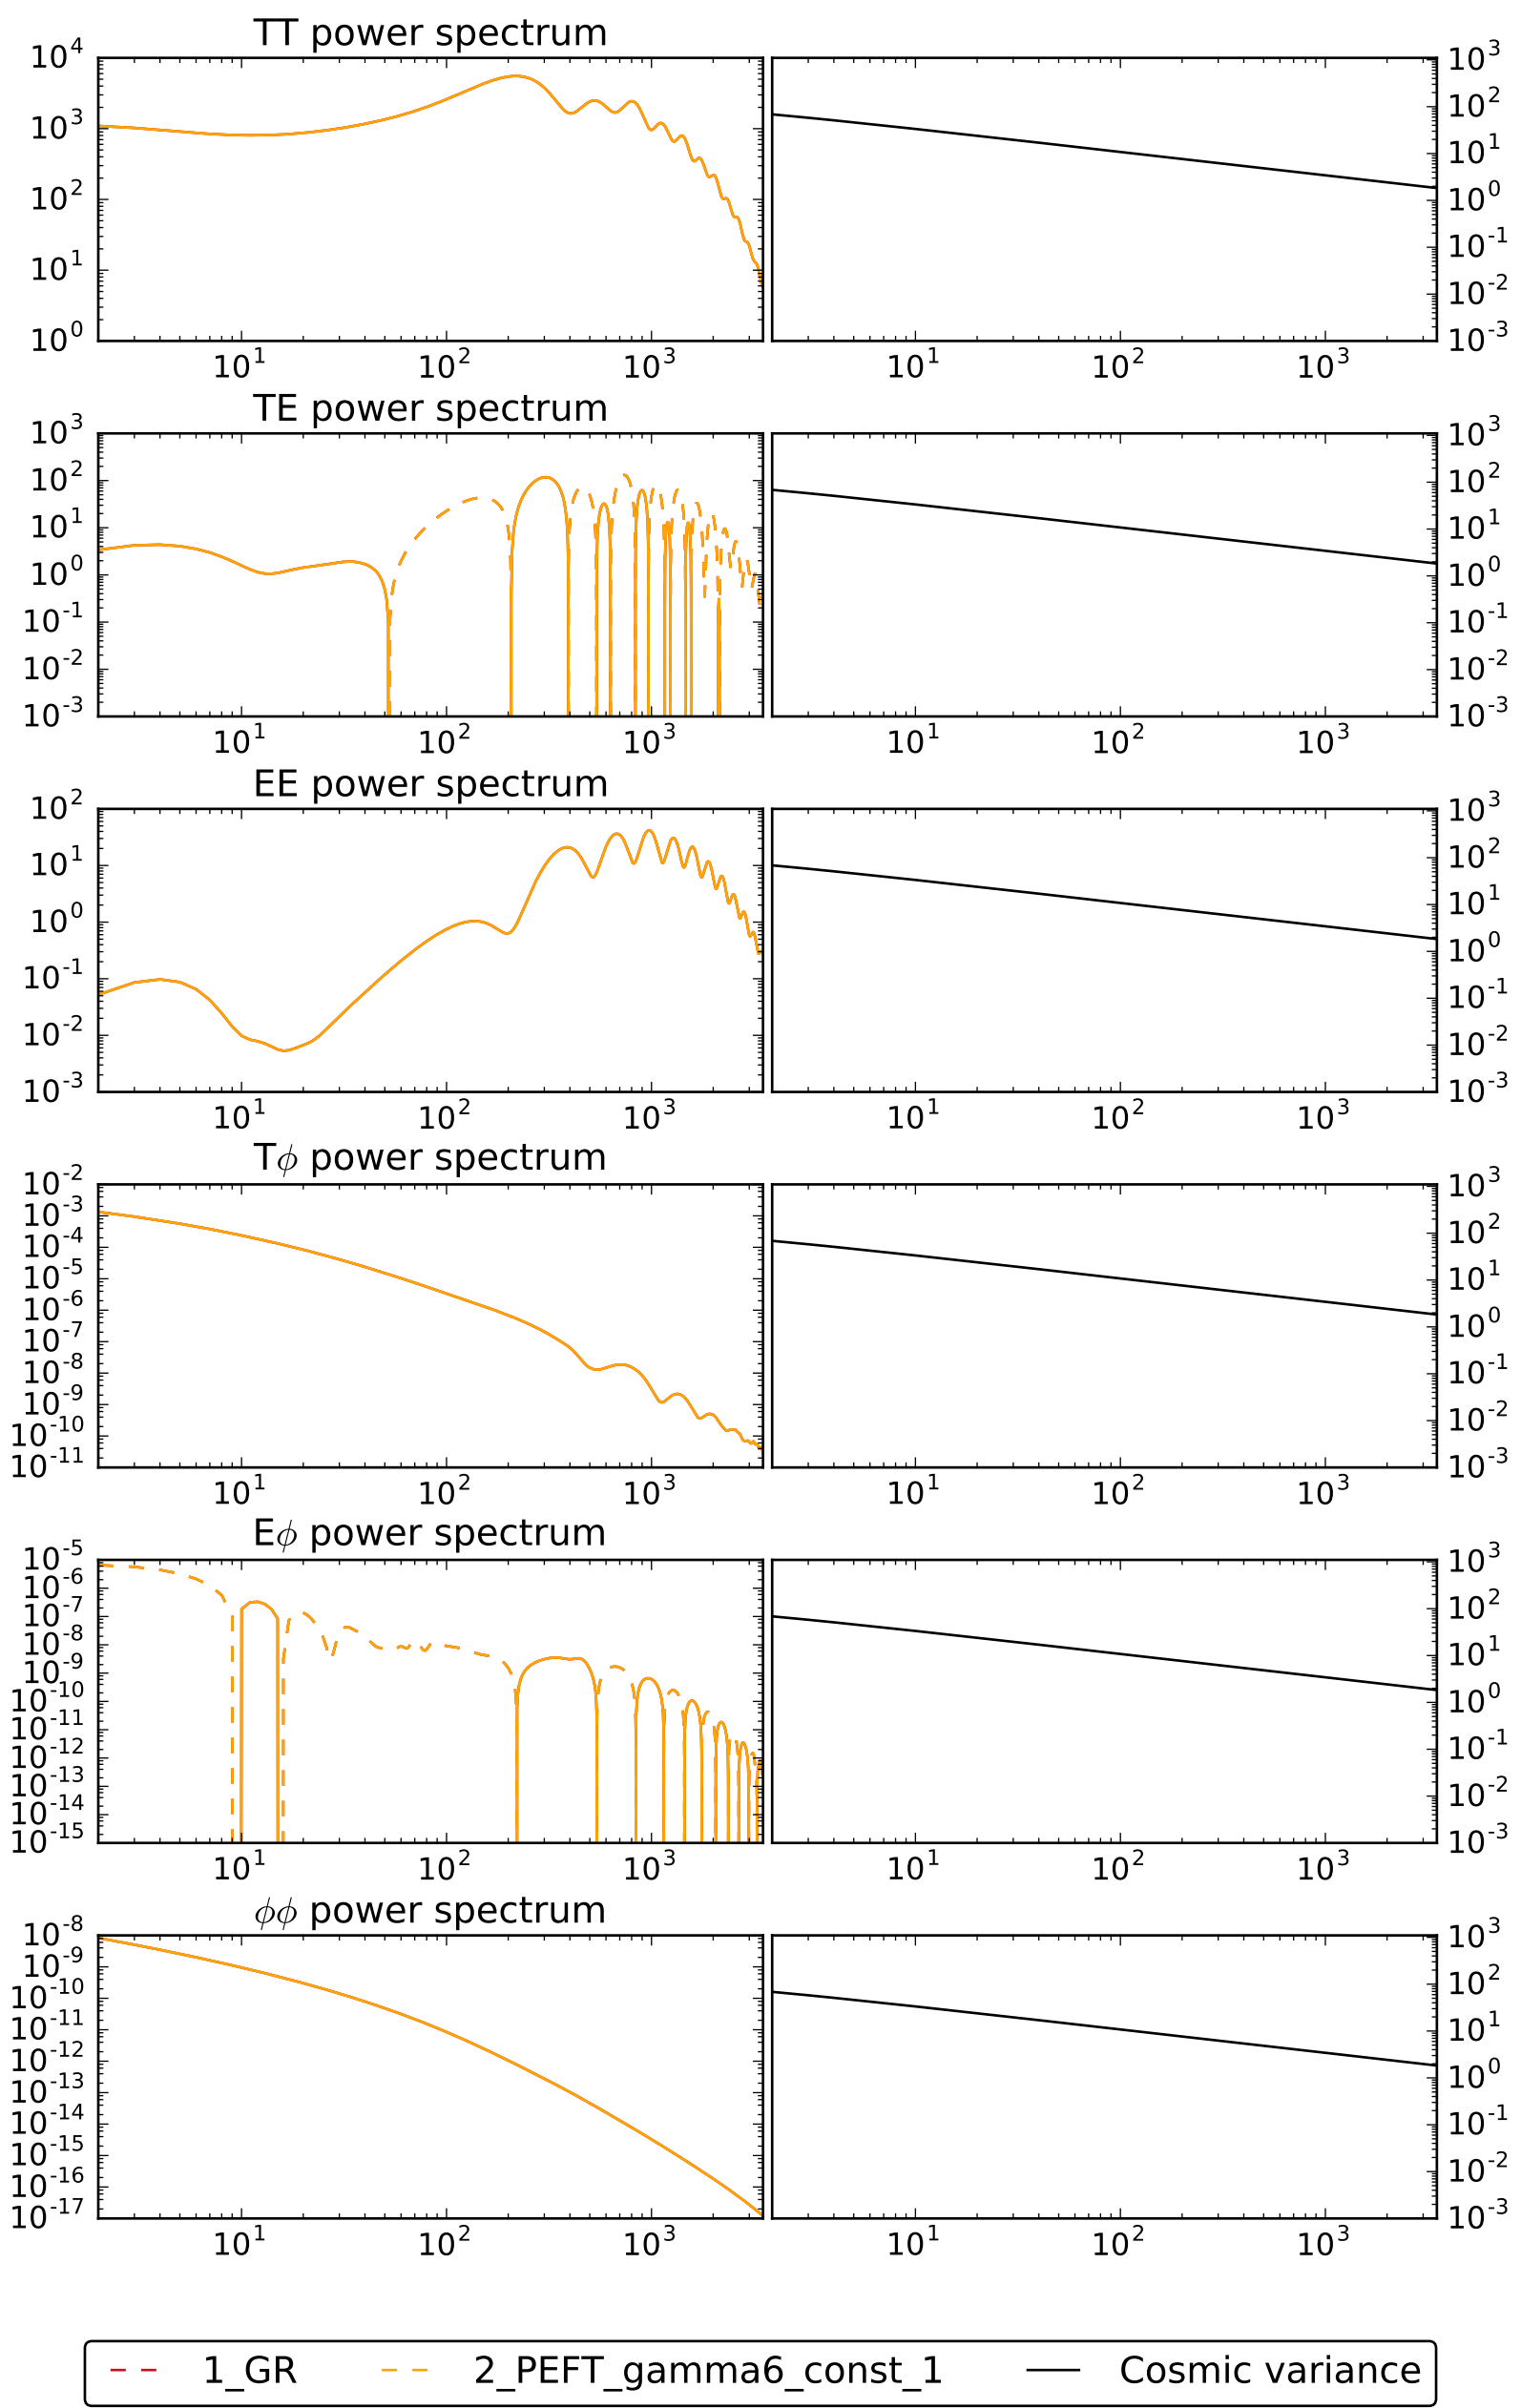 TT power spectrum
10^4 10^3 10^2 10^1 10^0
10^3 10^2 10^1 10^0 10^-1 10^-2 10^-3
10^1 10^2 10^3 10^1 10^2 10^3
TE power spectrum
10^3 10^2 10^1 10^0 10^-1 10^-2 10^-3
10^3 10^2 10^1 10^0 10^-1 10^-2 10^-3
10^1 10^2 10^3 10^1 10^2 10^3
EE power spectrum
10^2 10^1 10^0 10^-1 10^-2 10^-3
10^3 10^2 10^1 10^0 10^-1 10^-2 10^-3
10^1 10^2 10^3 10^1 10^2 10^3
Tϕ power spectrum
10^-2 10^-3 10^-4 10^-5 10^-6 10^-7 10^-8 10^-9 10^-10 10^-11
10^3 10^2 10^1 10^0 10^-1 10^-2 10^-3
10^1 10^2 10^3 10^1 10^2 10^3
Eϕ power spectrum
10^-5 10^-6 10^-7 10^-8 10^-9 10^-10 10^-11 10^-12 10^-13 10^-14 10^-15
10^3 10^2 10^1 10^0 10^-1 10^-2 10^-3
10^1 10^2 10^3 10^1 10^2 10^3
ϕϕ power spectrum
10^-8 10^-9 10^-10 10^-11 10^-12 10^-13 10^-14 10^-15 10^-16 10^-17
10^3 10^2 10^1 10^0 10^-1 10^-2 10^-3
10^1 10^2 10^3 10^1 10^2 10^3
1_GR 2_PEFT_gamma6_const_1 Cosmic variance